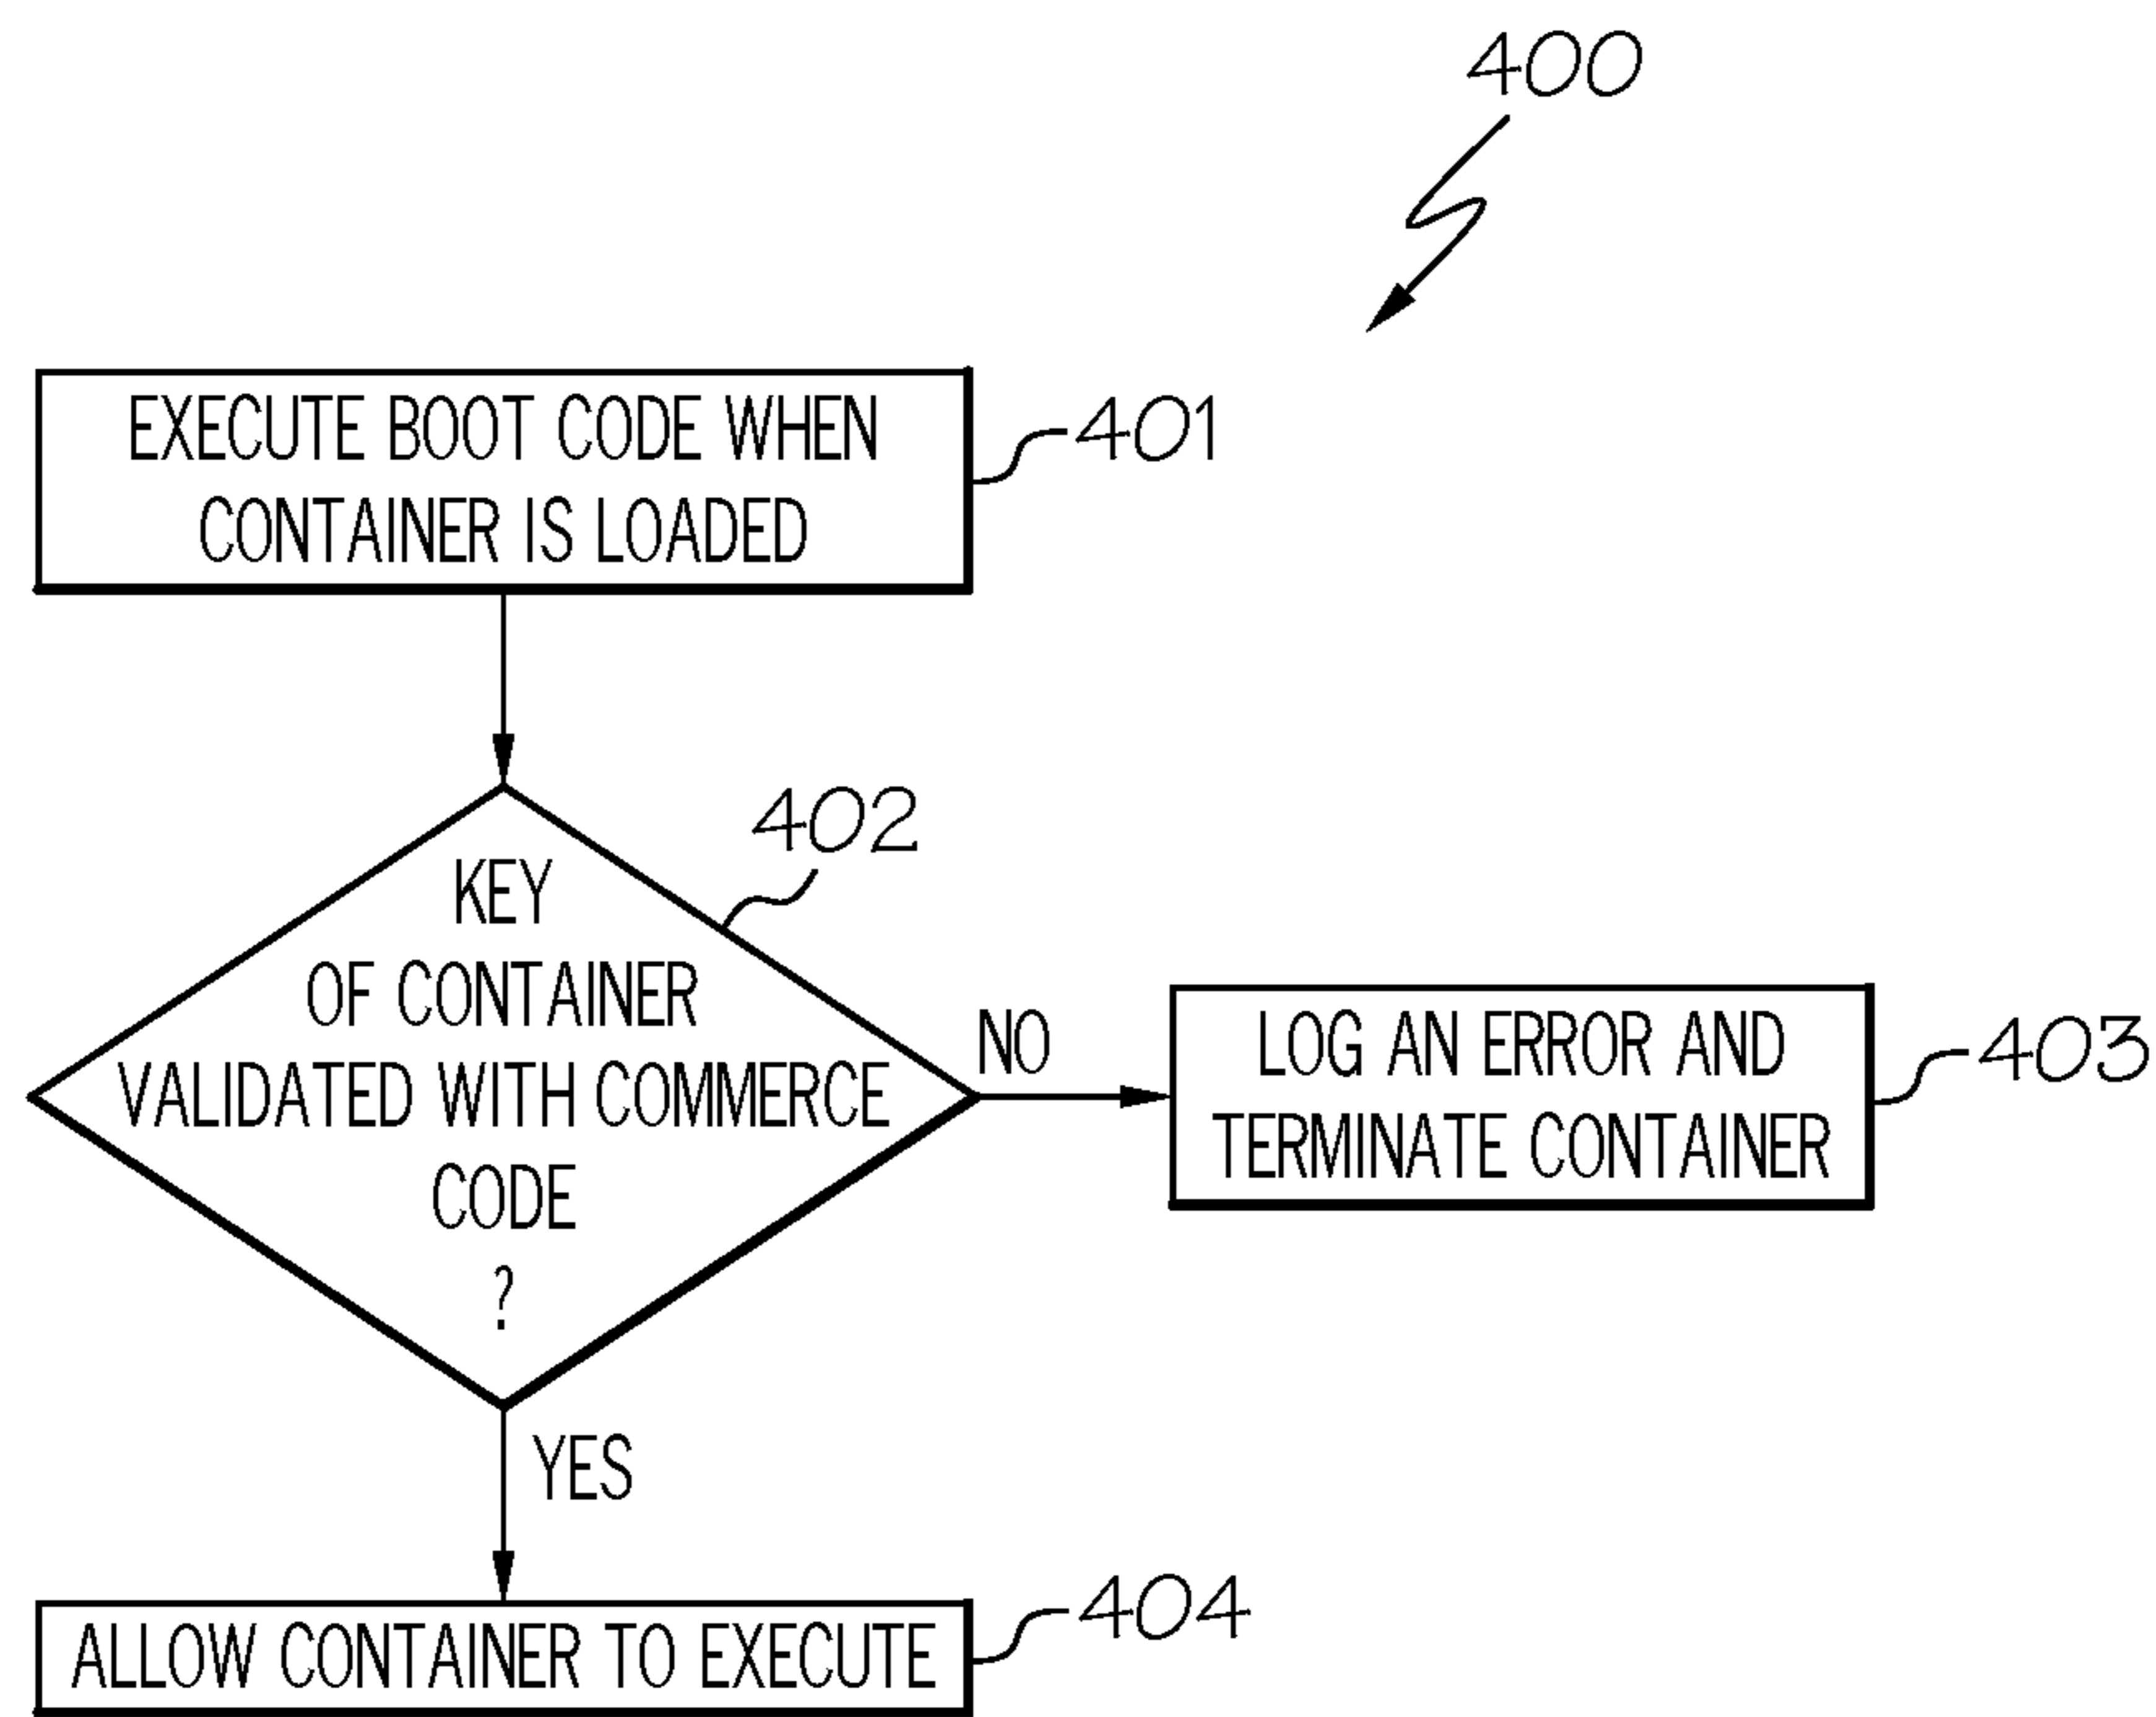 400
EXECUTE BOOT CODE WHEN
CONTAINER IS LOADED
401
402
KEY
OF CONTAINER
VALIDATED WITH COMMERCE
CODE
?
NO
LOG AN ERROR AND
TERMINATE CONTAINER
403
YES
ALLOW CONTAINER TO EXECUTE
404